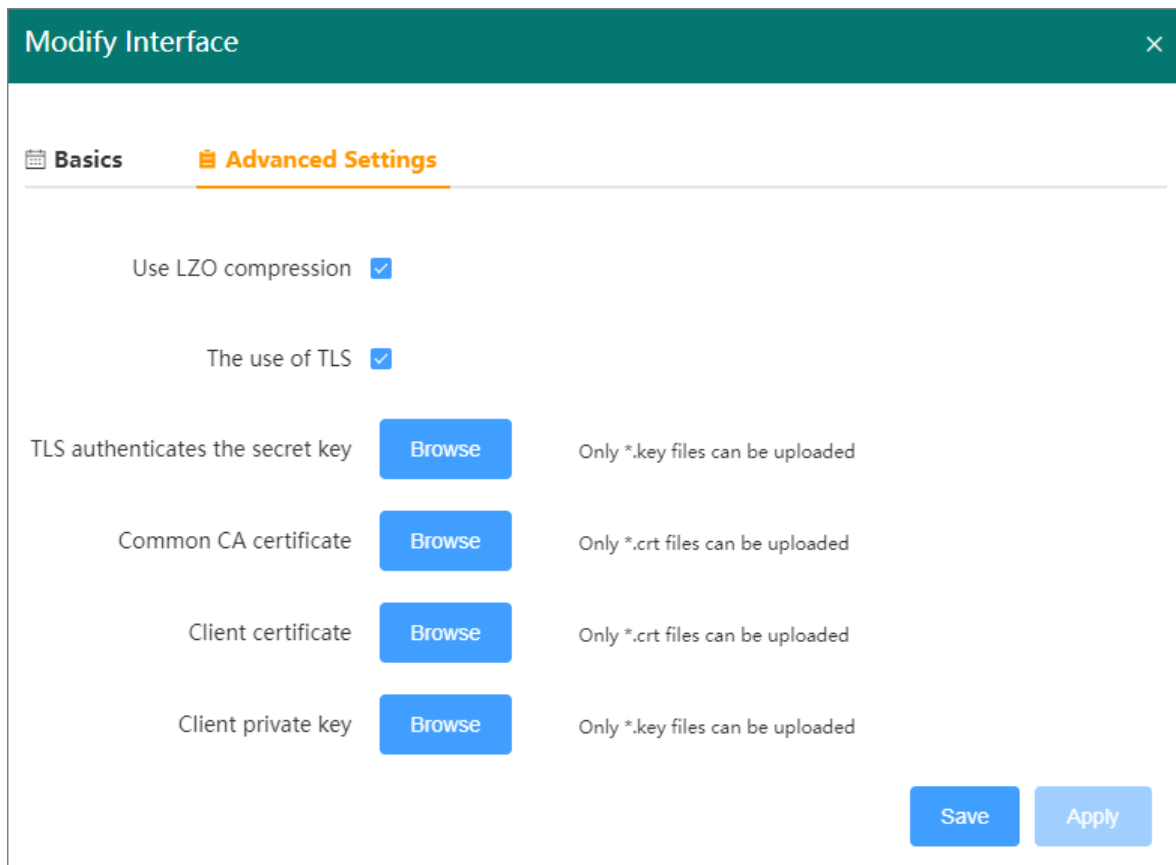 Modify Interface
Basics Advanced Settings
Use LZO compression
The use of TLS
TLS authenticates the secret key Browse Only *.key files can be uploaded
Common CA certificate Browse Only *.crt files can be uploaded
Client certificate Browse Only *.crt files can be uploaded
Client private key Browse Only *.key files can be uploaded
Save Apply